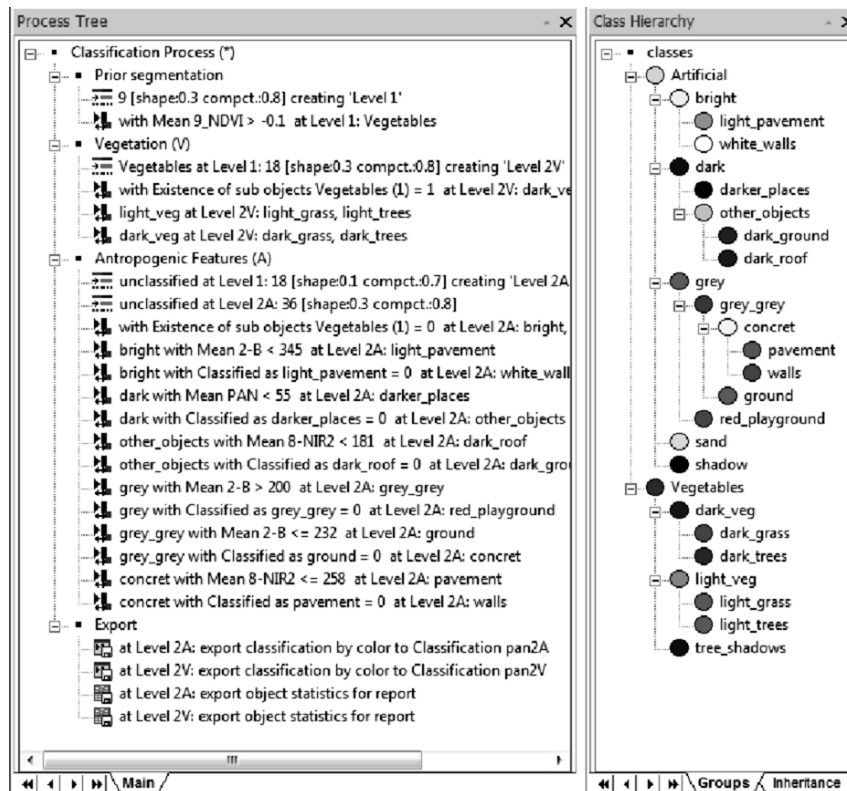 Process Tree
Classification Process (*)
Prior segmentation
9 [shape:0.3 compct.:0.8] creating 'Level 1'
with Mean 9_NDVI > -0.1 at Level 1: Vegetables
Vegetation (V)
Vegetables at Level 1: 18 [shape:0.3 compct.:0.8] creating 'Level 2V'
with Existence of sub objects Vegetables (1) = 1 at Level 2V: dark_ve
light_veg at Level 2V: light_grass, light_trees
dark_veg at Level 2V: dark_grass, dark_trees
Antropogenic Features (A)
unclassified at Level 1: 18 [shape:0.1 compct.:0.7] creating 'Level 2A
unclassified at Level 2A: 36 [shape:0.3 compct.:0.8]
with Existence of sub objects Vegetables (1) = 0 at Level 2A: bright,
bright with Mean 2-B < 345 at Level 2A: light_pavement
bright with Classified as light_pavement = 0 at Level 2A: white_wall
dark with Mean PAN < 55 at Level 2A: darker_places
dark with Classified as darker_places = 0 at Level 2A: other_objects
other_objects with Mean 8-NIR2 < 181 at Level 2A: dark_roof
other_objects with Classified as dark_roof = 0 at Level 2A: dark_grou
grey with Mean 2-B > 200 at Level 2A: grey_grey
grey with Classified as grey_grey = 0 at Level 2A: red_playground
grey_grey with Mean 2-B <= 232 at Level 2A: ground
grey_grey with Classified as ground = 0 at Level 2A: concret
concret with Mean 8-NIR2 <= 258 at Level 2A: pavement
concret with Classified as pavement = 0 at Level 2A: walls
Export
at Level 2A: export classification by color to Classification pan2A
at Level 2V: export classification by color to Classification pan2V
at Level 2A: export object statistics for report
at Level 2V: export object statistics for report
Main
Class Hierarchy
classes
Artificial
bright
light_pavement
white_walls
dark
darker_places
other_objects
dark_ground
dark_roof
grey
grey_grey
concret
pavement
walls
ground
red_playground
sand
shadow
Vegetables
dark_veg
dark_grass
dark_trees
light_veg
light_grass
light_trees
tree_shadows
Groups
Inheritance